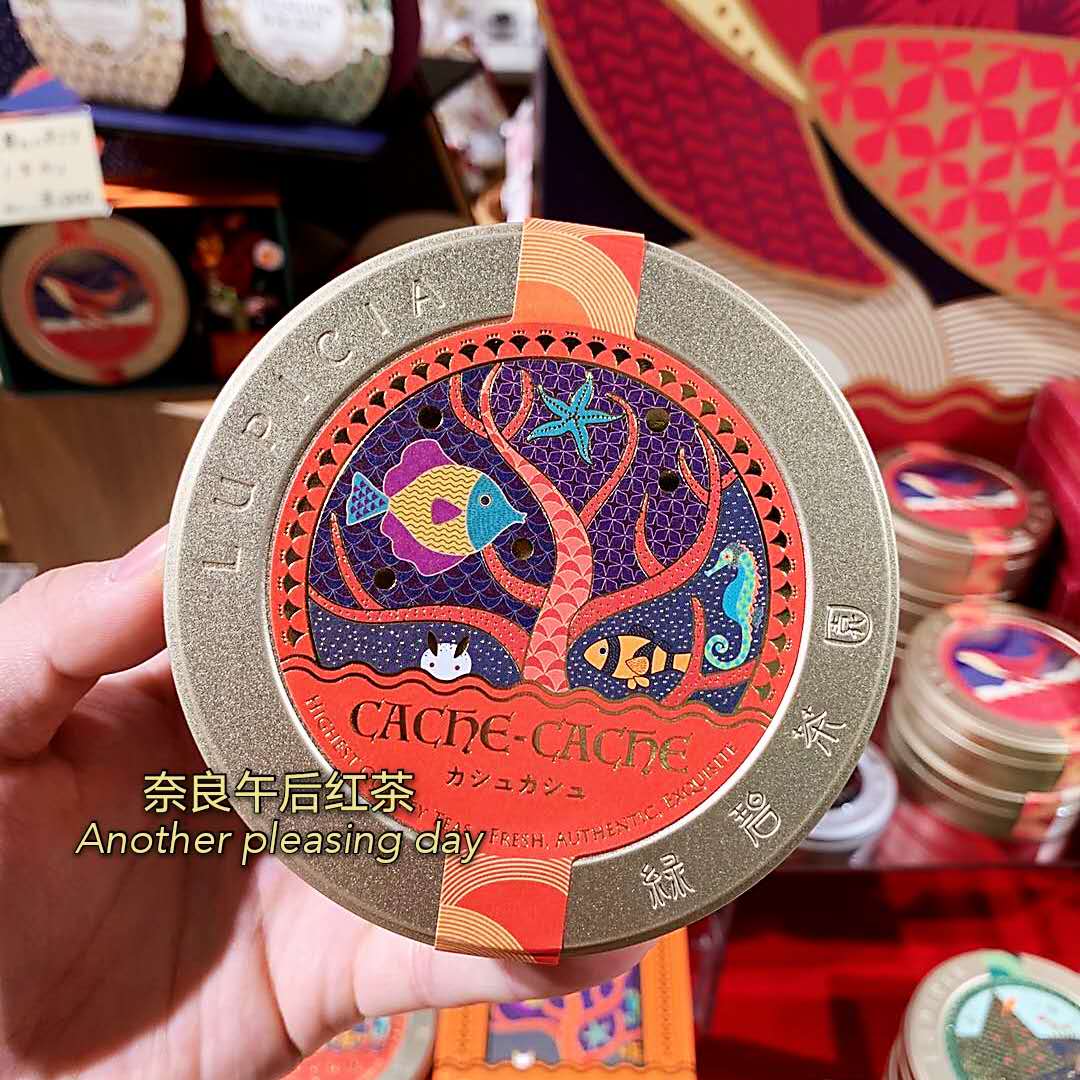 LUPICIA
CACHE-CACHE
カシュカシュ
HIGHEST QUALITY TEAS, FRESH, AUTHENTIC, EXQUISITE
緑碧茶園
奈良午后红茶
Another pleasing day